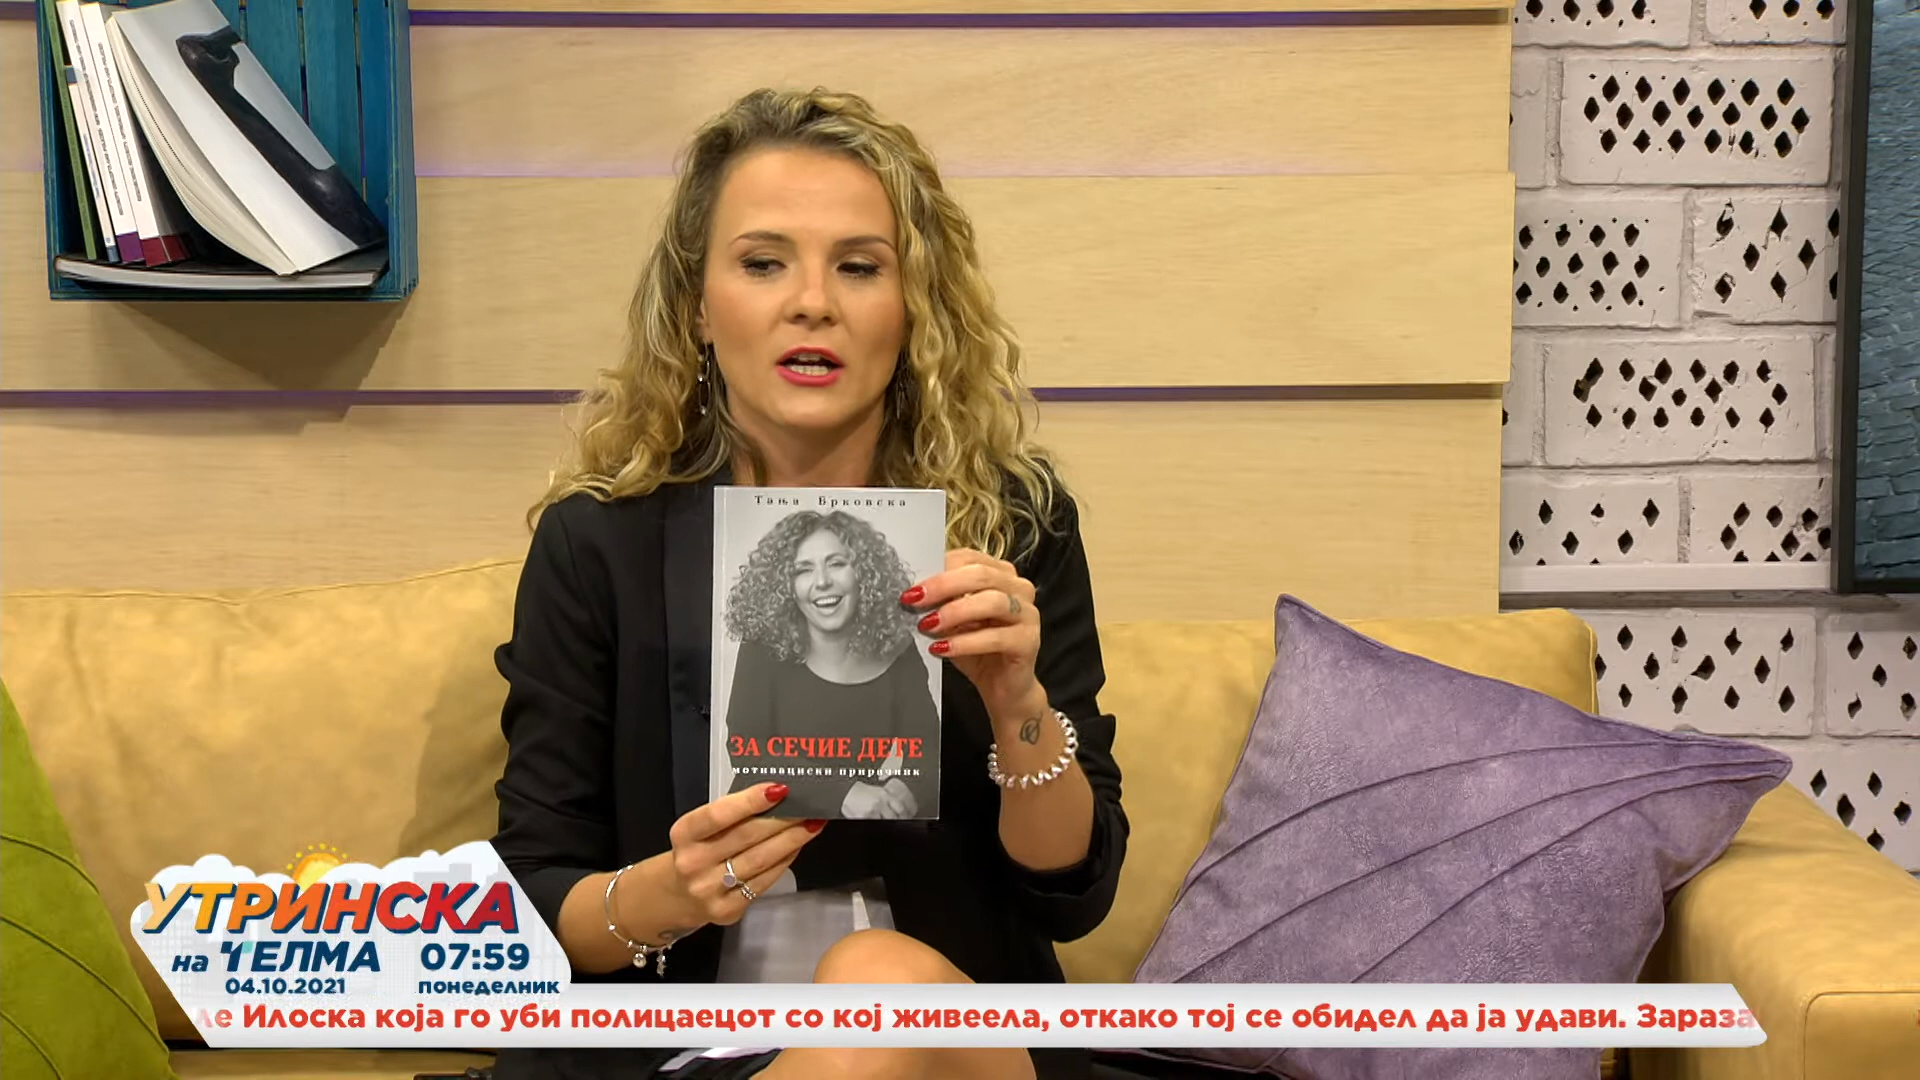 Тања Брковска
ЗА СЕЧИЕ ДЕТЕ
мотивациски прирачник
УТРИНСКА
на ТЕЛМА
07:59
04.10.2021
понеделник
ле Илоска која го уби полицаецот со кој живеела, откако тој се обидел да ја удави. Зараза